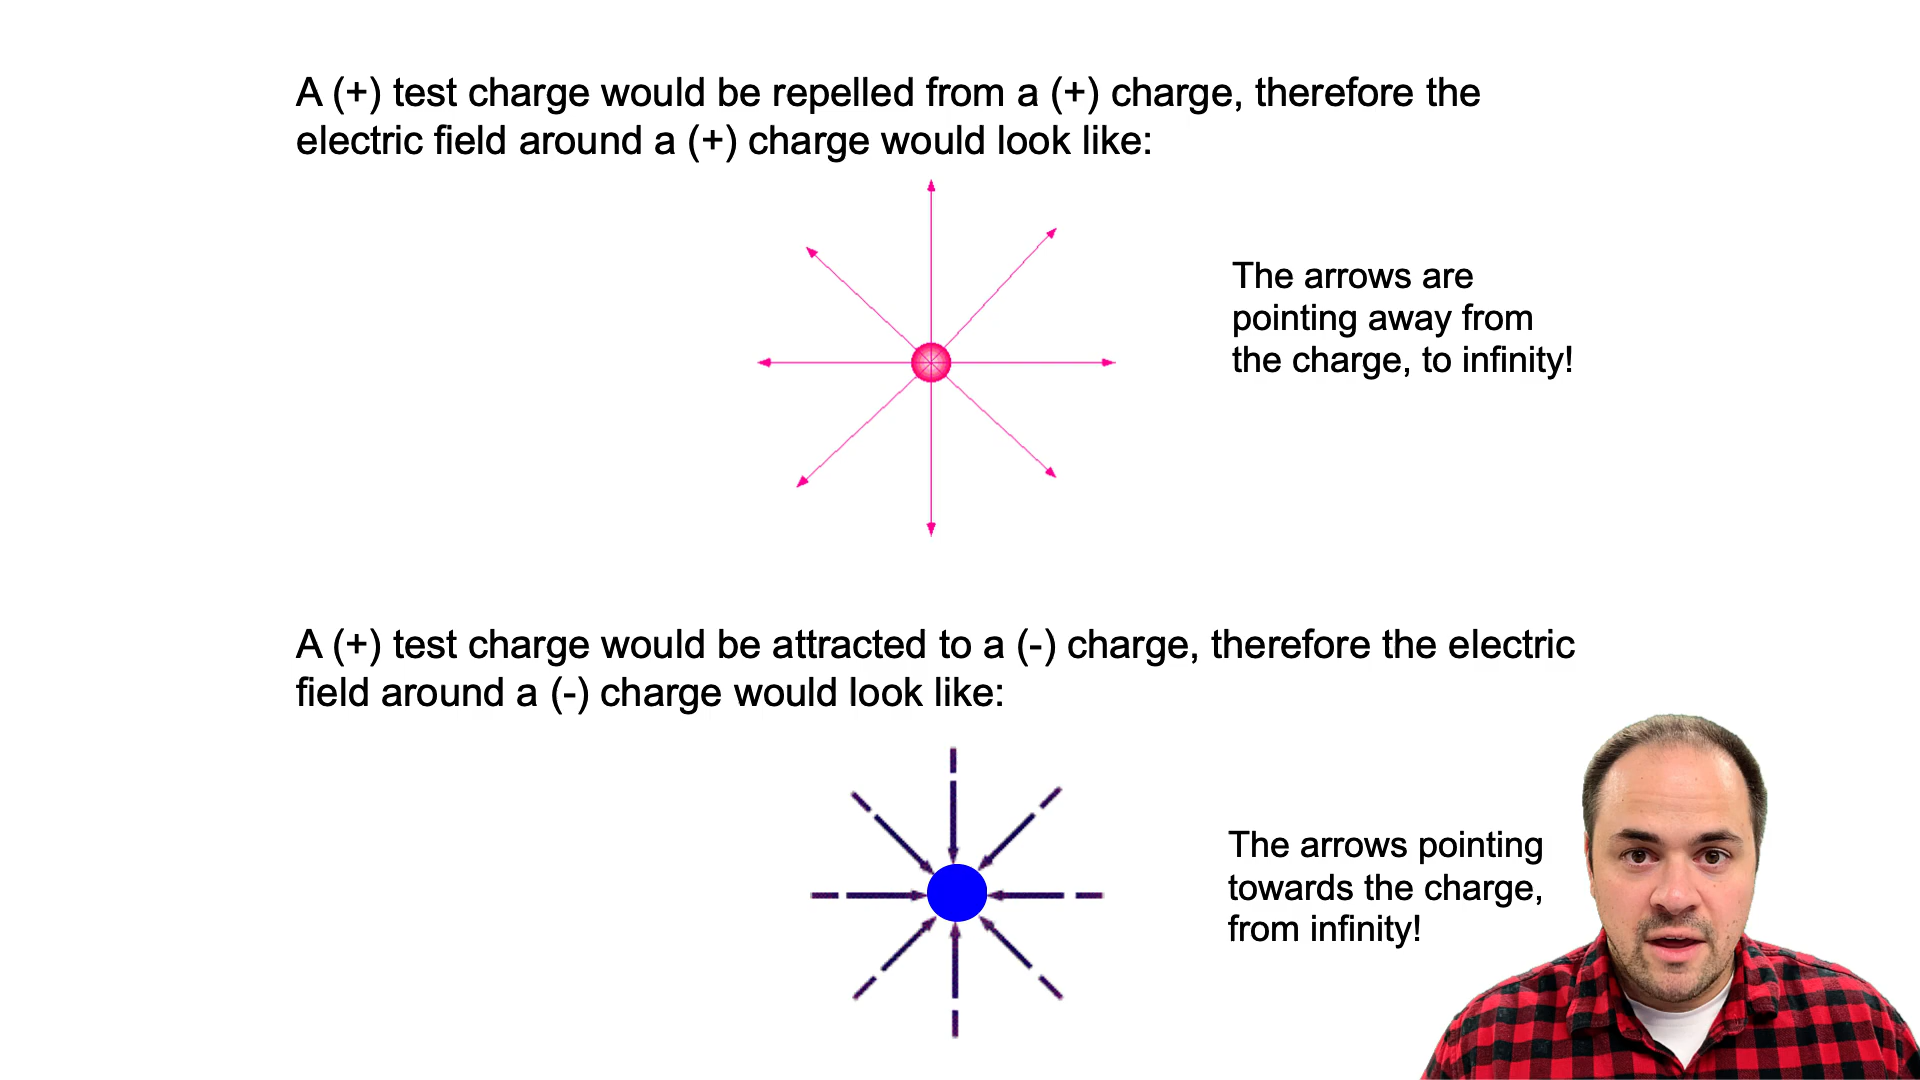 A (+) test charge would be repelled from a (+) charge, therefore the
electric field around a (+) charge would look like:
The arrows are
pointing away from
the charge, to infinity!
A (+) test charge would be attracted to a (-) charge, therefore the electric
field around a (-) charge would look like:
The arrows pointing
towards the charge,
from infinity!